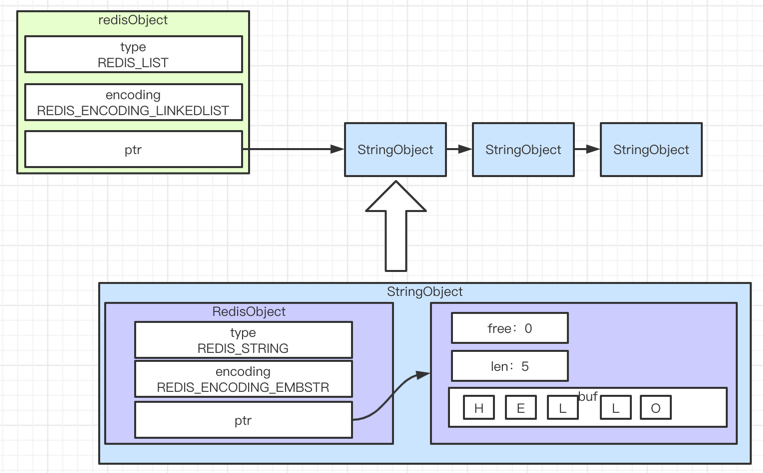 redisObject
type
REDIS_LIST
encoding
REDIS_ENCODING_LINKEDLIST
ptr
StringObject
StringObject
StringObject
StringObject
RedisObject
type
REDIS_STRING
encoding
REDIS_ENCODING_EMBSTR
ptr
free：0
len：5
buf
H E L L O